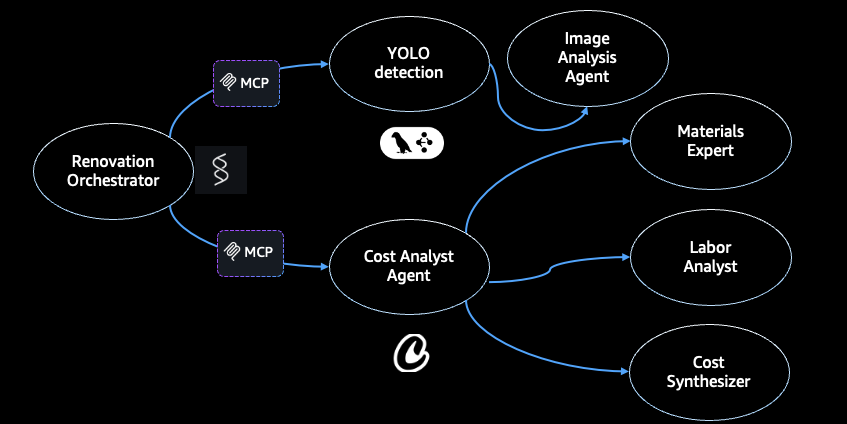 YOLO
detection
Image
Analysis
Agent
MCP
Materials
Expert
Renovation
Orchestrator
MCP
Cost Analyst
Agent
Labor
Analyst
Cost
Synthesizer